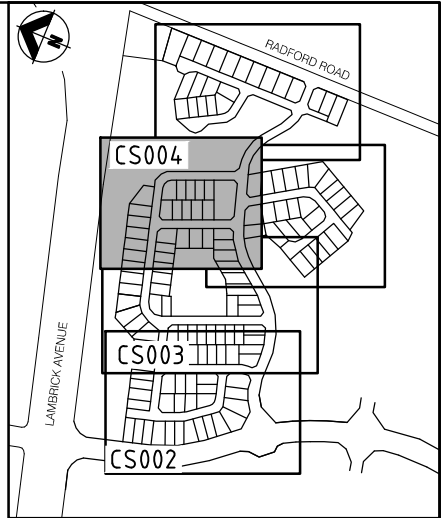 N
RADFORD ROAD
CS004
LAMBRICK AVENUE
CS003
CS002